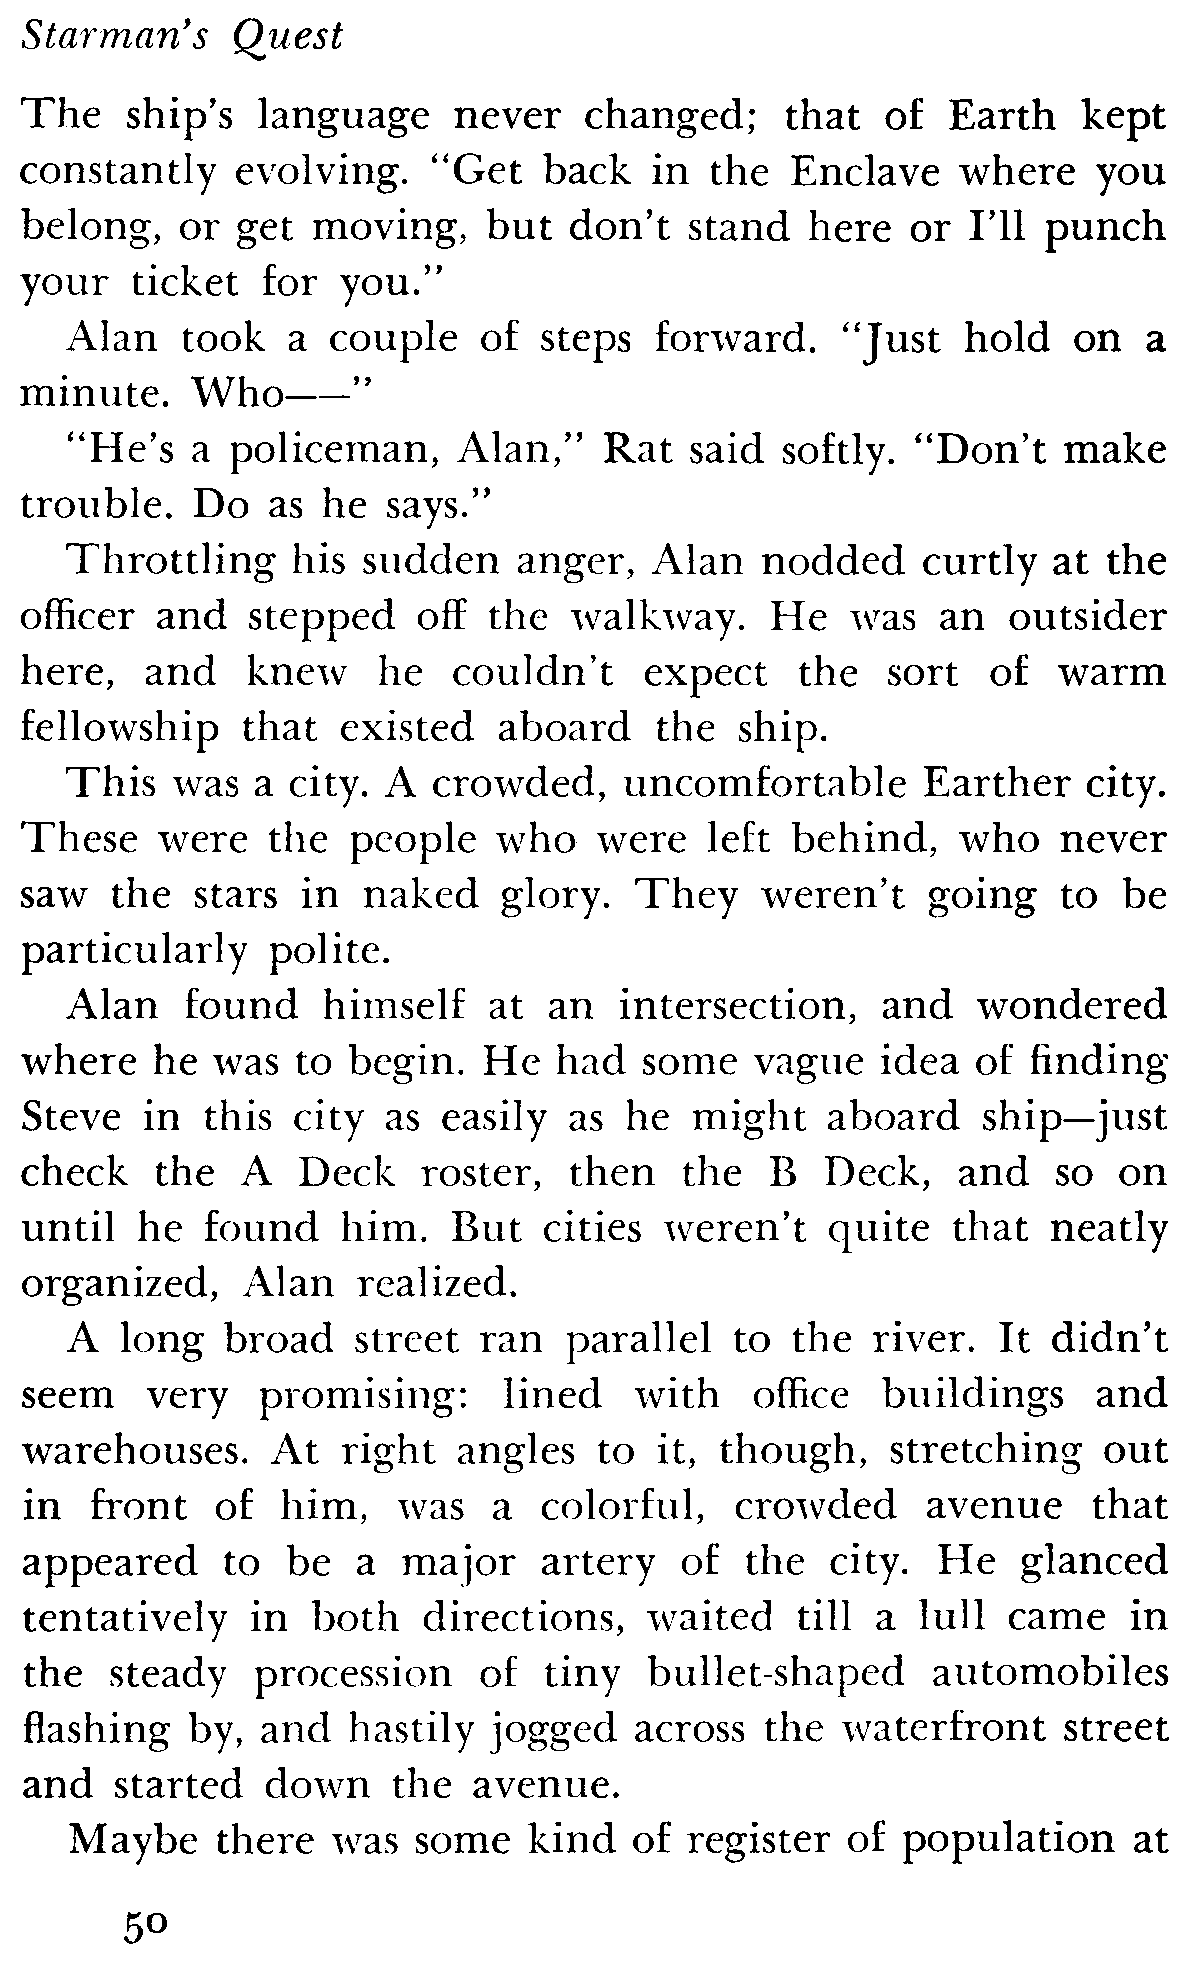 Starman's Quest
The ship's language never changed; that of Earth kept
constantly evolving. “Get back in the Enclave where you
belong, or get moving, but don't stand here or I'll punch
your ticket for you.”
Alan took a couple of steps forward. “Just hold on a
minute. Who——”
“He's a policeman, Alan,” Rat said softly. “Don't make
trouble. Do as he says.”
Throttling his sudden anger, Alan nodded curtly at the
officer and stepped off the walkway. He was an outsider
here, and knew he couldn't expect the sort of warm
fellowship that existed aboard the ship.
This was a city. A crowded, uncomfortable Earther city.
These were the people who were left behind, who never
saw the stars in naked glory. They weren't going to be
particularly polite.
Alan found himself at an intersection, and wondered
where he was to begin. He had some vague idea of finding
Steve in this city as easily as he might aboard ship—just
check the A Deck roster, then the B Deck, and so on
until he found him. But cities weren't quite that neatly
organized, Alan realized.
A long broad street ran parallel to the river. It didn't
seem very promising: lined with office buildings and
warehouses. At right angles to it, though, stretching out
in front of him, was a colorful, crowded avenue that
appeared to be a major artery of the city. He glanced
tentatively in both directions, waited till a lull came in
the steady procession of tiny bullet-shaped automobiles
flashing by, and hastily jogged across the waterfront street
and started down the avenue.
Maybe there was some kind of register of population at
50